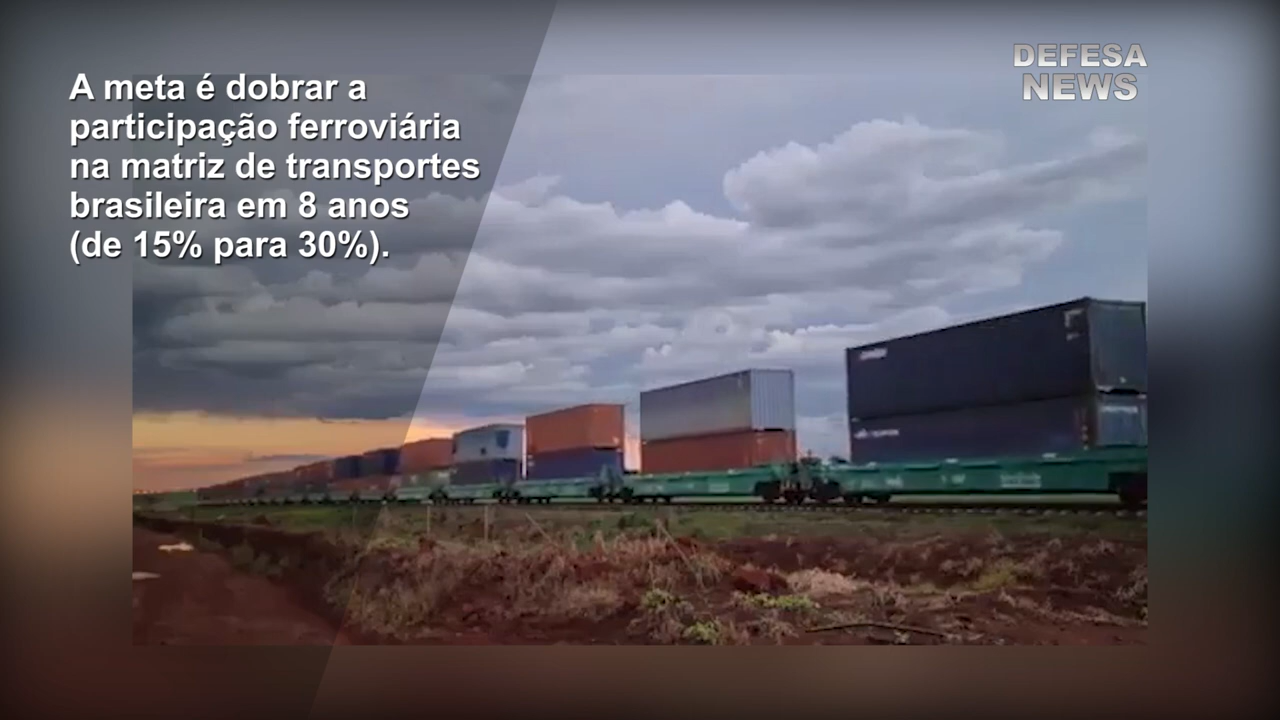 A meta é dobrar a
participação ferroviária
na matriz de transportes
brasileira em 8 anos
(de 15% para 30%).
DEFESA
NEWS